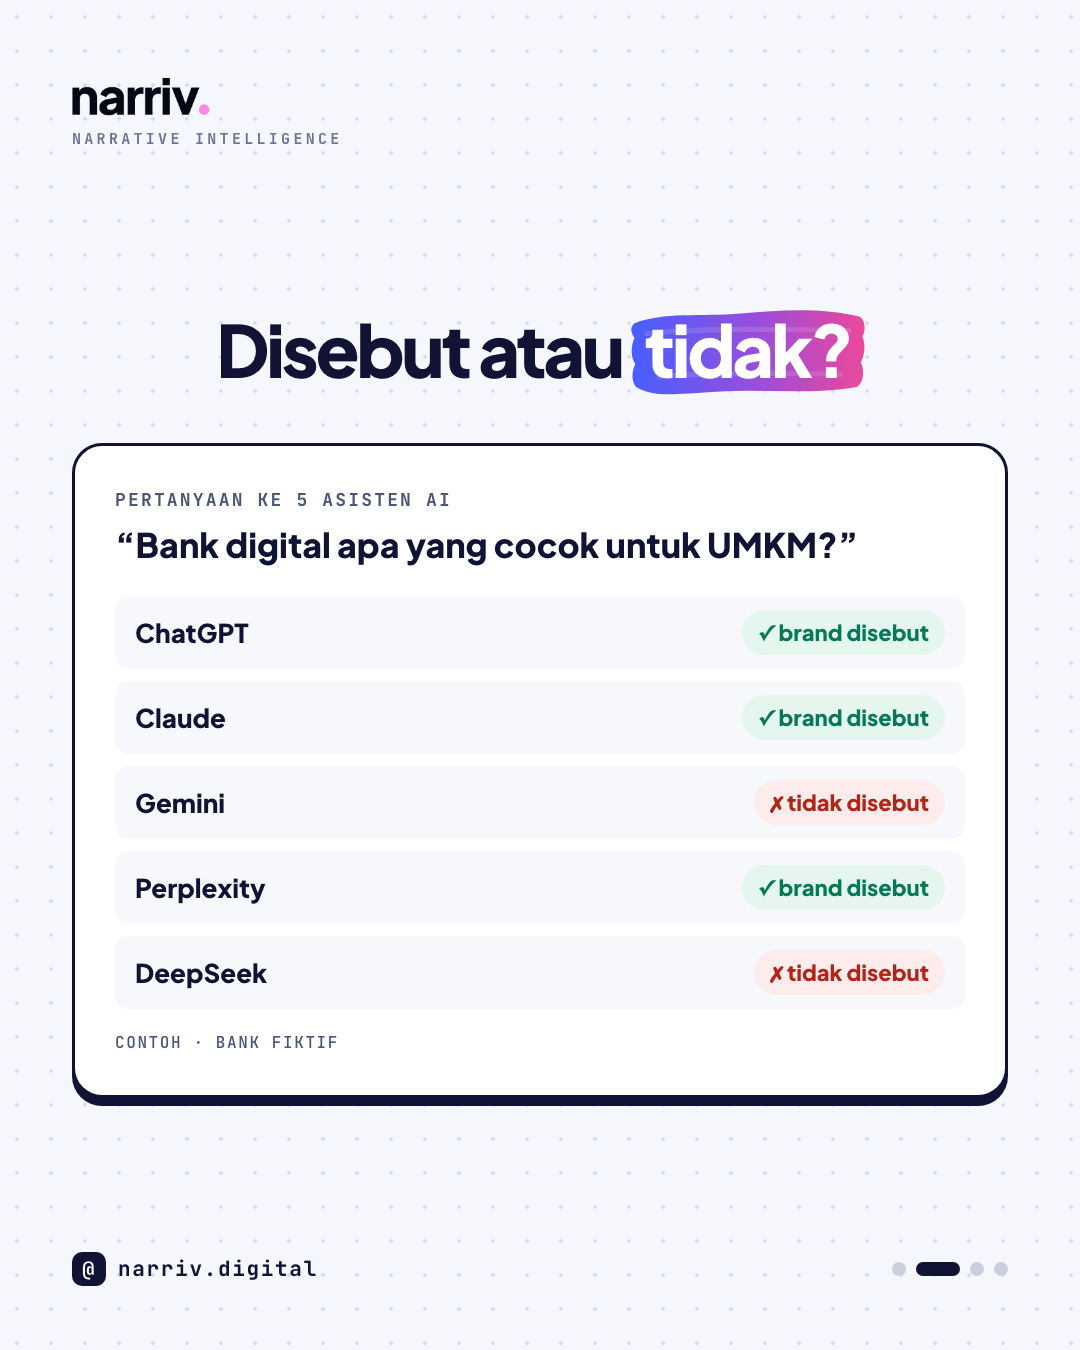 narriv.
NARRATIVE INTELLIGENCE
Disebut atau tidak?
PERTANYAAN KE 5 ASISTEN AI
“Bank digital apa yang cocok untuk UMKM?”
ChatGPT ✓ brand disebut
Claude ✓ brand disebut
Gemini ✗ tidak disebut
Perplexity ✓ brand disebut
DeepSeek ✗ tidak disebut
CONTOH · BANK FIKTIF
@ narriv.digital